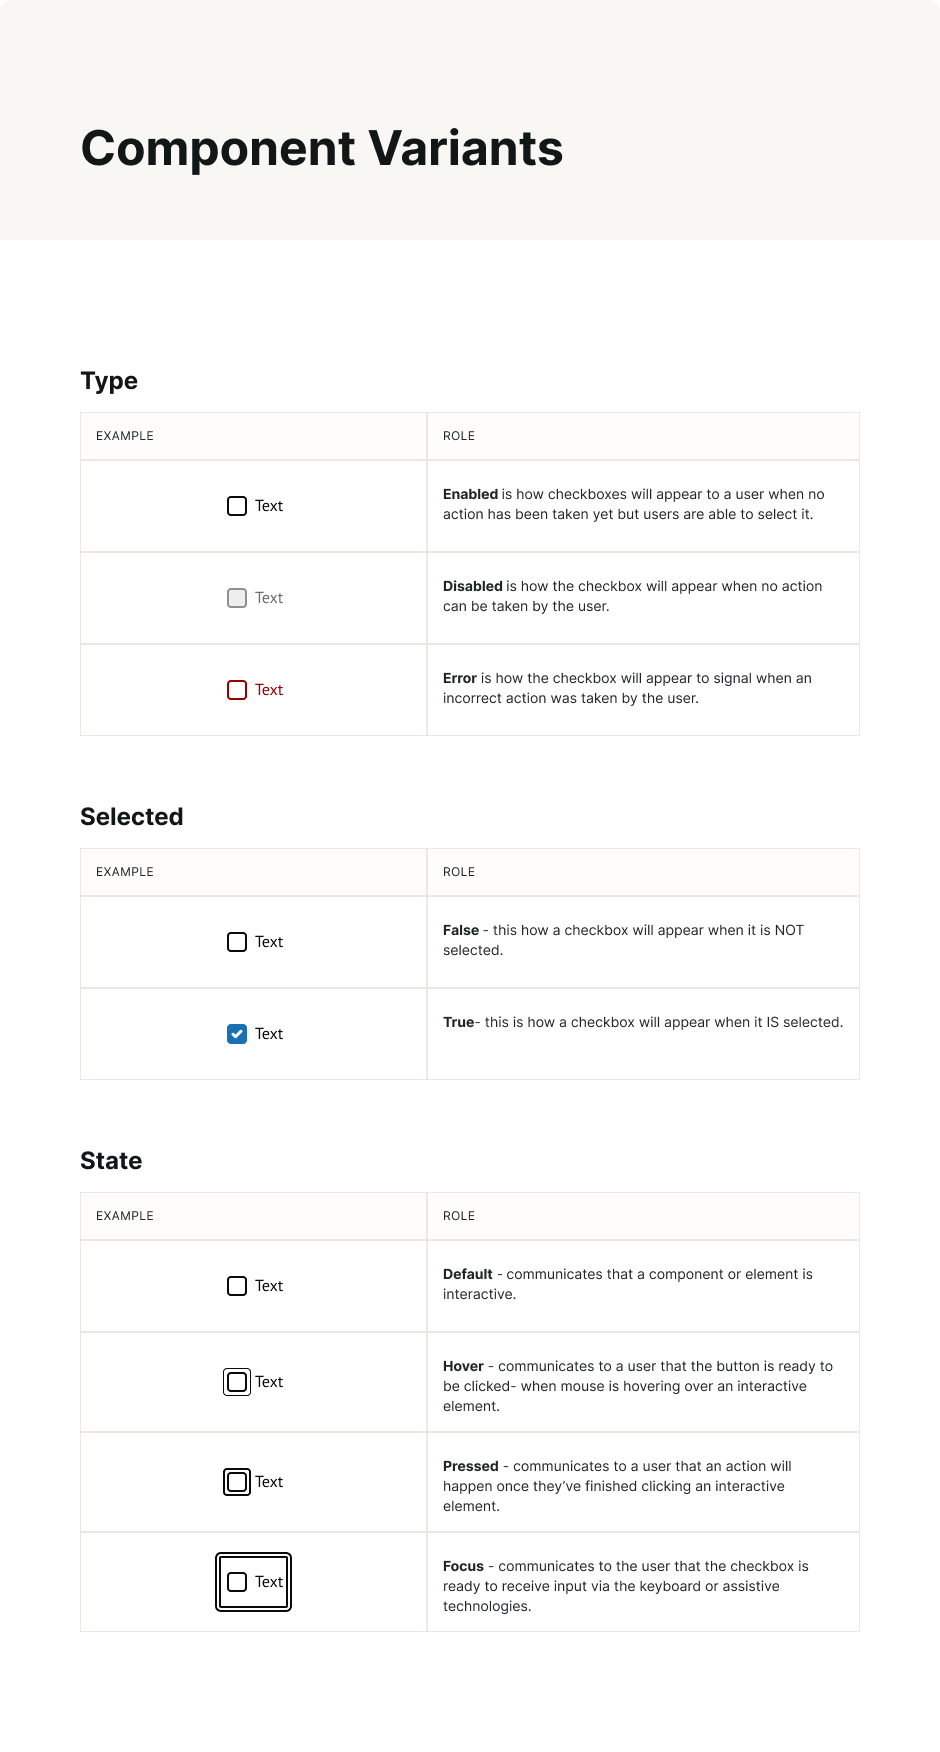 Component Variants
Type
EXAMPLE
ROLE
Text
Enabled is how checkboxes will appear to a user when no
action has been taken yet but users are able to select it.
Text
Disabled is how the checkbox will appear when no action
can be taken by the user.
Text
Error is how the checkbox will appear to signal when an
incorrect action was taken by the user.
Selected
EXAMPLE
ROLE
Text
False - this how a checkbox will appear when it is NOT
selected.
Text
True- this is how a checkbox will appear when it IS selected.
State
EXAMPLE
ROLE
Text
Default - communicates that a component or element is
interactive.
Text
Hover - communicates to a user that the button is ready to
be clicked- when mouse is hovering over an interactive
element.
Text
Pressed - communicates to a user that an action will
happen once they’ve finished clicking an interactive
element.
Text
Focus - communicates to the user that the checkbox is
ready to receive input via the keyboard or assistive
technologies.